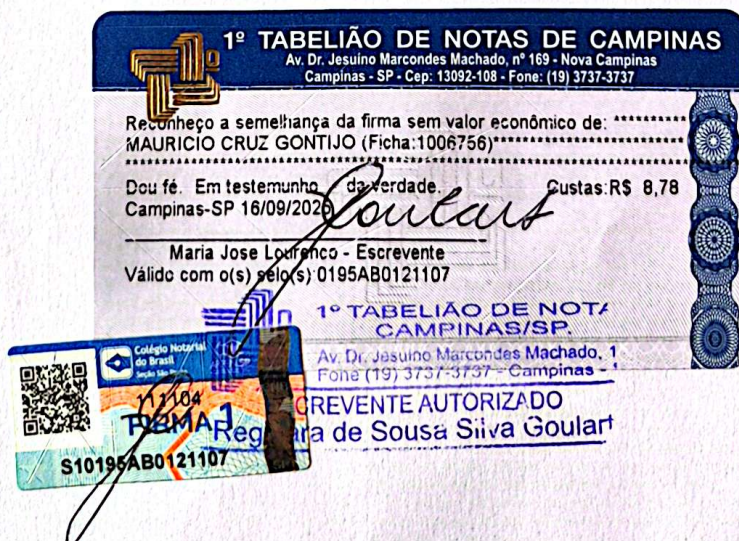 1º TABELIÃO DE NOTAS DE CAMPINAS
Av. Dr. Jesuino Marcondes Machado, nº 169 - Nova Campinas
Campinas - SP - Cep: 13092-108 - Fone: (19) 3737-3737
Reconheço a semelhança da firma sem valor econômico de: *********
MAURICIO CRUZ GONTIJO (Ficha:1006756)
Dou fé. Em testemunho da verdade. Custas:R$ 8,78
Campinas-SP 16/09/202
Goulart
Maria Jose Lourenco - Escrevente
Válido com o(s) selo(s) 0195AB0121107
1º TABELIÃO DE NOTA
CAMPINAS/SP.
Av. Dr. Jesuino Marcondes Machado, 1
Fone (19) 3737-3737 - Campinas -
CREVENTE AUTORIZADO
de Sousa Silva Goulart
Colégio Notarial
do Brasil
111104
FIRMA 1
S10195AB0121107